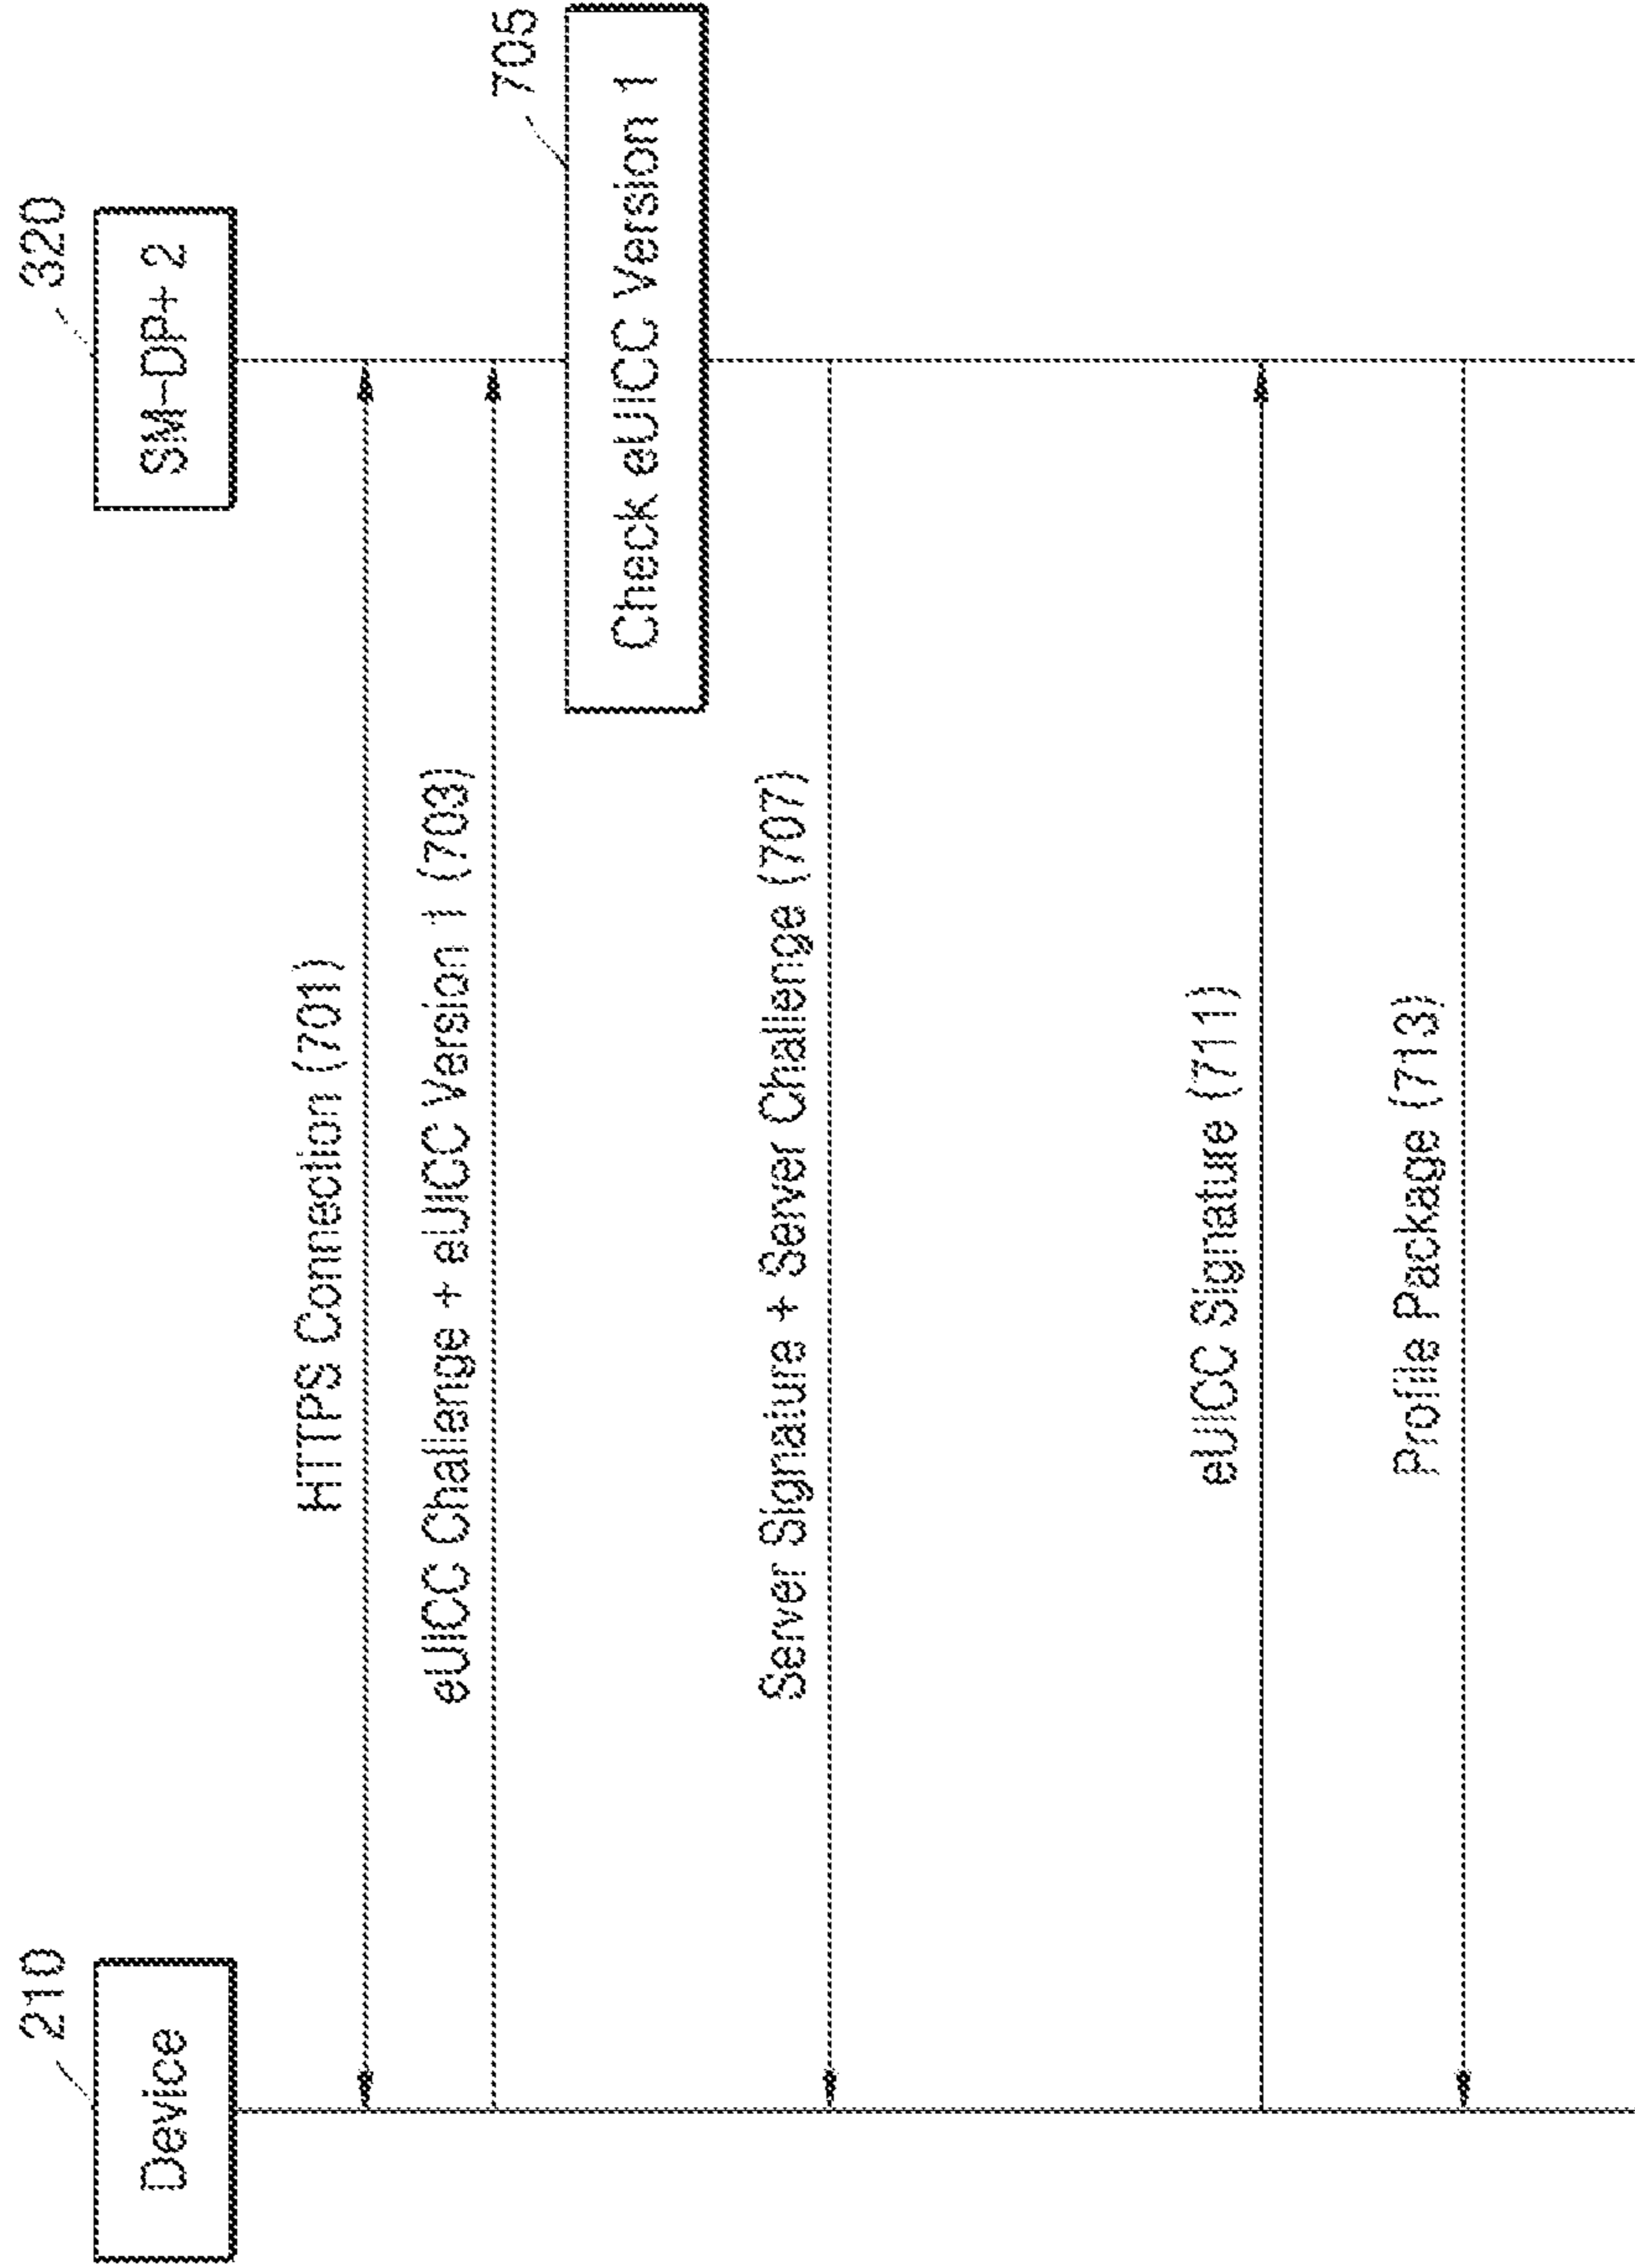 210
Device
320
SM-DP+ 2
HTTPS Connection (701)
eUICC Challenge + eUICC Version 1 (703)
705
Check eUICC Version 1
Server Signature + Server Challenge (707)
eUICC Signature (711)
Profile Package (713)